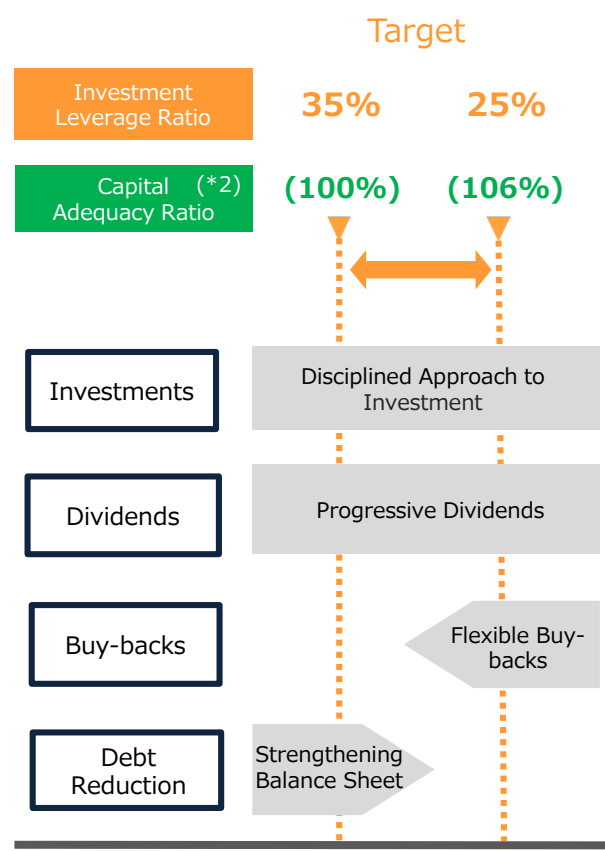 Target
Investment
Leverage Ratio
35%
25%
Capital (*2)
Adequacy Ratio
(100%)
(106%)
Investments
Disciplined Approach to
Investment
Dividends
Progressive Dividends
Buy-backs
Flexible Buy-
backs
Debt
Reduction
Strengthening
Balance Sheet